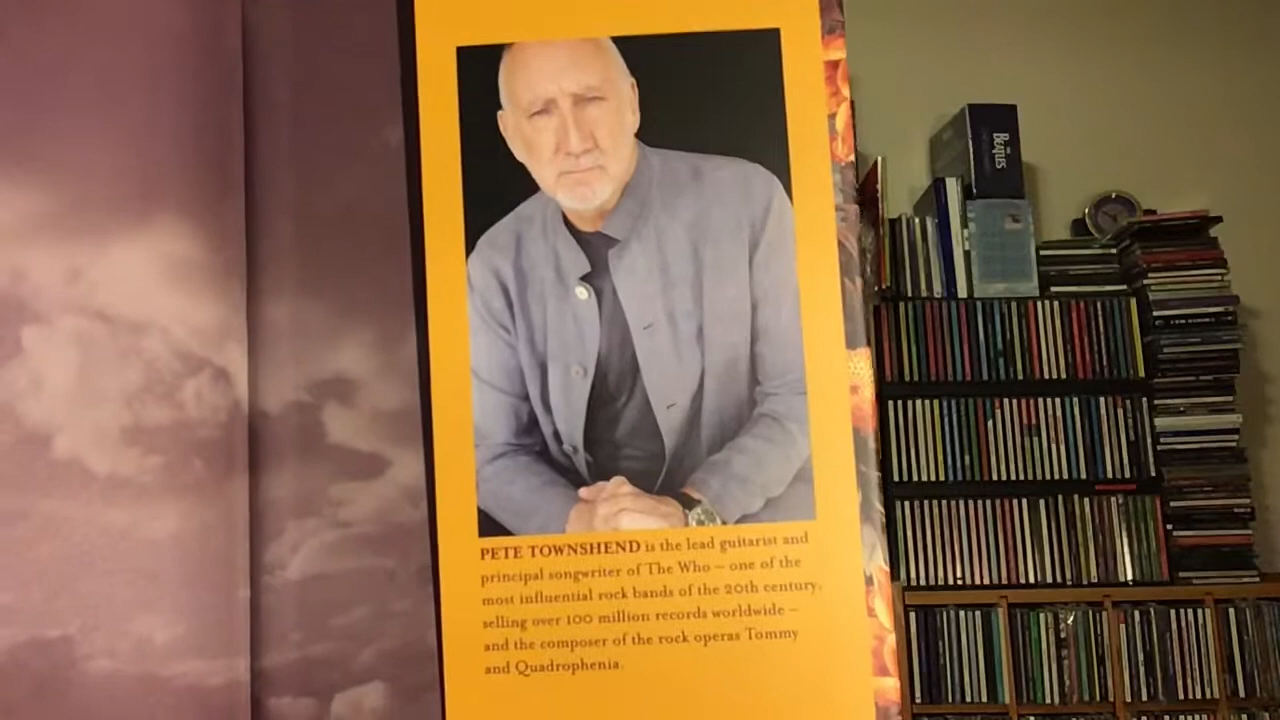 THE
BEATLES
PETE TOWNSHEND is the lead guitarist and
principal songwriter of The Who – one of the
most influential rock bands of the 20th century,
selling over 100 million records worldwide –
and the composer of the rock operas Tommy
and Quadrophenia.